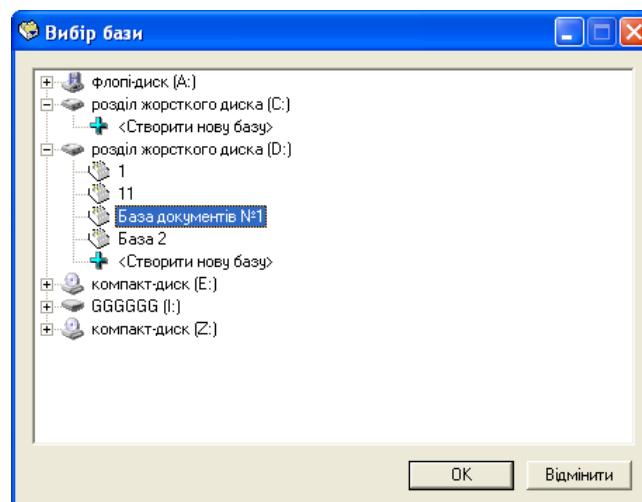 Вибір бази
флопі-диск (A:)
розділ жорсткого диска (C:)
<Створити нову базу>
розділ жорсткого диска (D:)
1
11
База документів №1
База 2
<Створити нову базу>
компакт-диск (E:)
GGGGGG (I:)
компакт-диск (Z:)
OK Відмінити